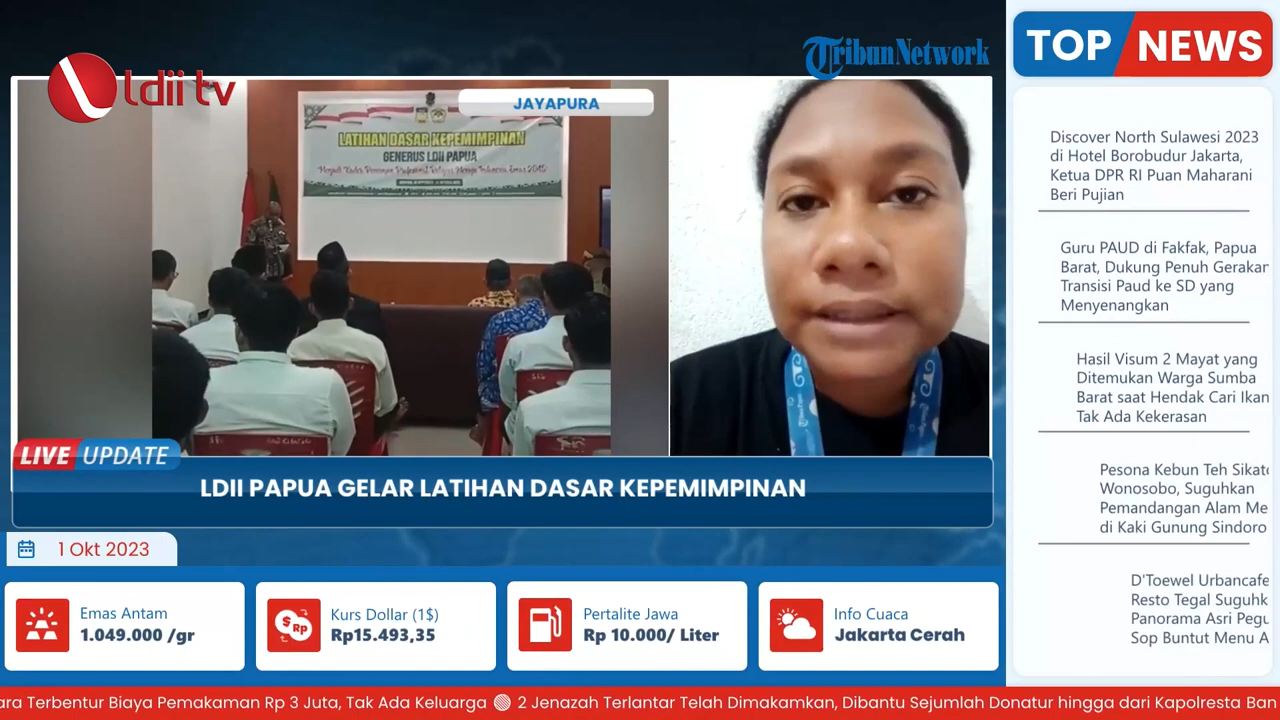 ldii tv
Tribun Network
JAYAPURA
LATIHAN DASAR KEPEMIMPINAN
GENERUS LDII PAPUA
LIVE UPDATE
LDII PAPUA GELAR LATIHAN DASAR KEPEMIMPINAN
1 Okt 2023
Emas Antam
1.049.000 /gr
Kurs Dollar (1$)
Rp15.493,35
Pertalite Jawa
Rp 10.000/ Liter
Info Cuaca
Jakarta Cerah
TOP NEWS
Discover North Sulawesi 2023
di Hotel Borobudur Jakarta,
Ketua DPR RI Puan Maharani
Beri Pujian
Guru PAUD di Fakfak, Papua
Barat, Dukung Penuh Gerakan
Transisi Paud ke SD yang
Menyenangkan
Hasil Visum 2 Mayat yang
Ditemukan Warga Sumba
Barat saat Hendak Cari Ikan
Tak Ada Kekerasan
Pesona Kebun Teh Sikat
Wonosobo, Suguhkan
Pemandangan Alam Me
di Kaki Gunung Sindoro
D'Toewel Urbancafe
Resto Tegal Suguhk
Panorama Asri Pegu
Sop Buntut Menu A
ara Terbentur Biaya Pemakaman Rp 3 Juta, Tak Ada Keluarga 2 Jenazah Terlantar Telah Dimakamkan, Dibantu Sejumlah Donatur hingga dari Kapolresta Ban